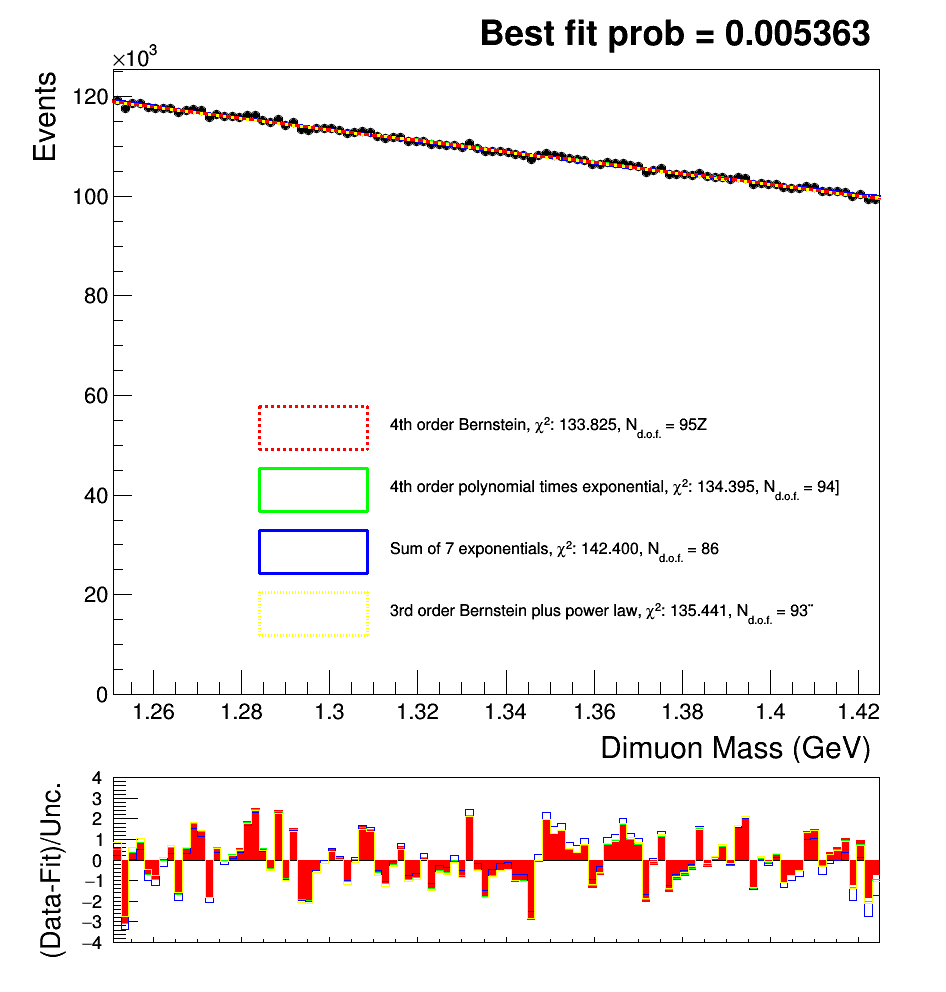 Best fit prob = 0.005363
×10³
Events
120
100
80
60
40
20
0
4th order Bernstein, χ²: 133.825, N_d.o.f. = 95Z
4th order polynomial times exponential, χ²: 134.395, N_d.o.f. = 94]
Sum of 7 exponentials, χ²: 142.400, N_d.o.f. = 86
3rd order Bernstein plus power law, χ²: 135.441, N_d.o.f. = 93¨
1.26 1.28 1.3 1.32 1.34 1.36 1.38 1.4 1.42
Dimuon Mass (GeV)
(Data-Fit)/Unc.
4
3
2
1
0
−1
−2
−3
−4